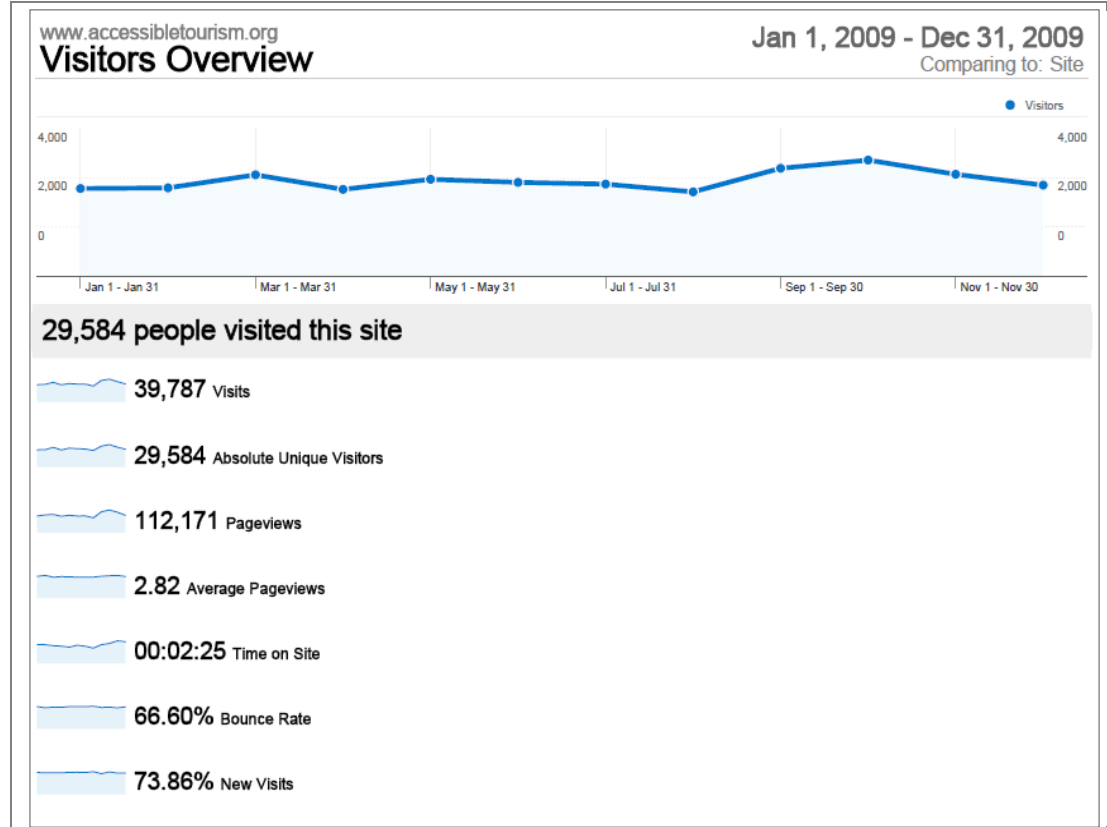 www.accessibletourism.org
Visitors Overview
Jan 1, 2009 - Dec 31, 2009
Comparing to: Site
Visitors
4,000 4,000
2,000 2,000
0 0
Jan 1 - Jan 31 Mar 1 - Mar 31 May 1 - May 31 Jul 1 - Jul 31 Sep 1 - Sep 30 Nov 1 - Nov 30
29,584 people visited this site
39,787 Visits
29,584 Absolute Unique Visitors
112,171 Pageviews
2.82 Average Pageviews
00:02:25 Time on Site
66.60% Bounce Rate
73.86% New Visits